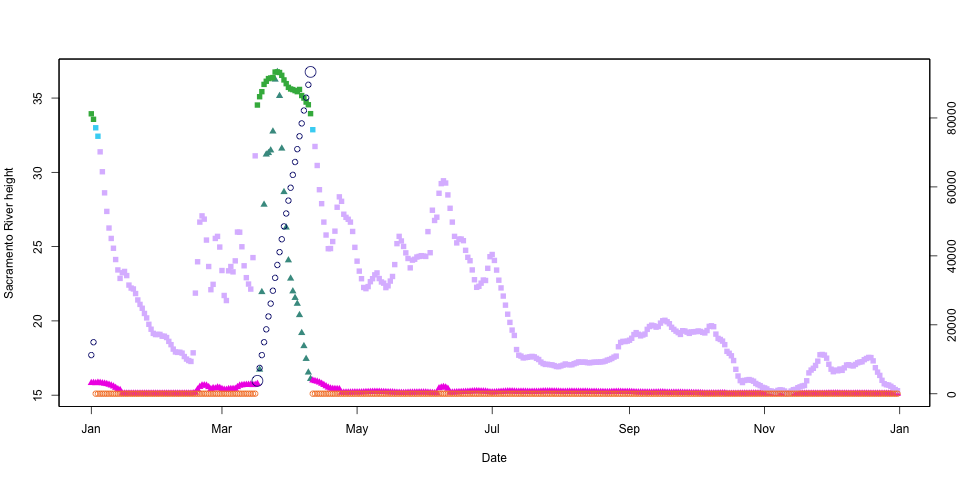 Sacramento River height
35
30
25
20
15
80000
60000
40000
20000
0
Jan
Mar
May
Jul
Sep
Nov
Jan
Date